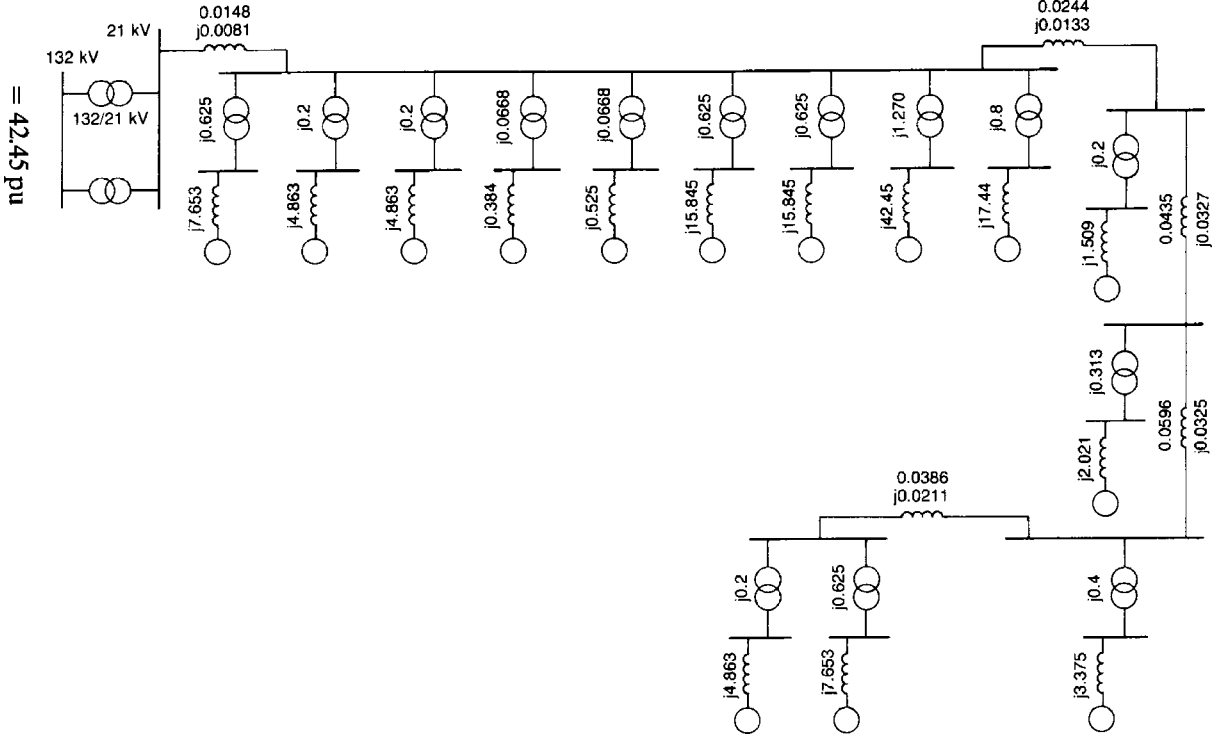 0.0148
j0.0081
0.0244
j0.0133
21 kV
132 kV
132/21 kV
= 42.45 pu
j0.625
j0.2
j0.2
j0.0668
j0.0668
j0.625
j0.625
j1.270
j0.8
j7.653
j4.863
j4.863
j0.384
j0.525
j15.845
j15.845
j42.45
j17.44
j0.2
j1.509
0.0435
j0.0327
j0.313
j2.021
0.0596
j0.0325
0.0386
j0.0211
j0.2
j0.625
j0.4
j4.863
j7.653
j3.375